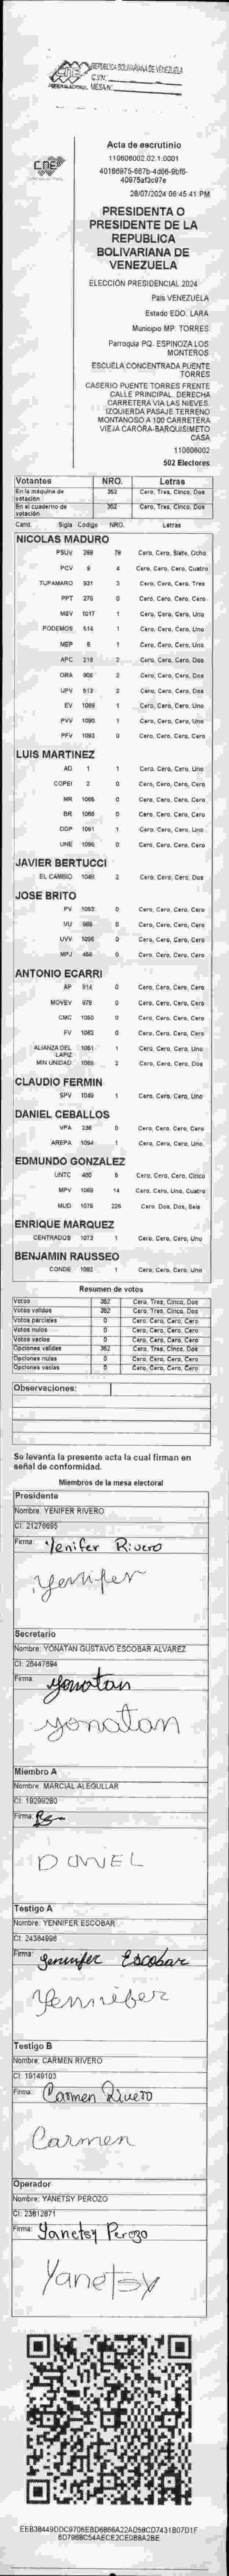 CNE
REPÚBLICA BOLIVARIANA DE VENEZUELA
C.I.N.:
PODER ELECTORAL MESA N:
CNE
Acta de escrutinio
110606002.02.1.0001
28/07/2024 06:45:41 PM
PRESIDENTA O
PRESIDENTE DE LA
REPUBLICA
BOLIVARIANA DE
VENEZUELA
ELECCIÓN PRESIDENCIAL 2024
País VENEZUELA
Estado EDO. LARA
Municipio MP. TORRES
Parroquia PQ. ESPINOZA LOS
MONTEROS
ESCUELA CONCENTRADA PUENTE
TORRES
CASERIO PUENTE TORRES FRENTE
CALLE PRINCIPAL. DERECHA
CARRETERA VIA LAS NIEVES.
IZQUIERDA PASAJE TERRENO
MONTAÑOSO A 100 CARRETERA
VIEJA CARORA-BARQUISIMETO
CASA
110606002
502 Electores
Votantes NRO. Letras
En la máquina de votación 352 Cero, Tres, Cinco, Dos
En el cuaderno de votación 352 Cero, Tres, Cinco, Dos
Cand. Sigla Código NRO. Letras
NICOLAS MADURO
PSUV 269 78 Cero, Cero, Siete, Ocho
PCV 9 4 Cero, Cero, Cero, Cuatro
TUPAMARO 931 3 Cero, Cero, Cero, Tres
PPT 276 0 Cero, Cero, Cero, Cero
MSV 1017 1 Cero, Cero, Cero, Uno
PODEMOS 514 1 Cero, Cero, Cero, Uno
MEP 8 1 Cero, Cero, Cero, Uno
APC 219 2 Cero, Cero, Cero, Dos
ORA 906 2 Cero, Cero, Cero, Dos
UPV 913 2 Cero, Cero, Cero, Dos
EV 1089 1 Cero, Cero, Cero, Uno
PVV 1090 1 Cero, Cero, Cero, Uno
PFV 1093 0 Cero, Cero, Cero, Cero
LUIS MARTINEZ
AD 1 1 Cero, Cero, Cero, Uno
COPEI 2 0 Cero, Cero, Cero, Cero
MR 1065 0 Cero, Cero, Cero, Cero
BR 1066 0 Cero, Cero, Cero, Cero
DDP 1091 1 Cero, Cero, Cero, Uno
UNE 1096 0 Cero, Cero, Cero, Cero
JAVIER BERTUCCI
EL CAMBIO 1048 2 Cero, Cero, Cero, Dos
JOSE BRITO
PV 1053 0 Cero, Cero, Cero, Cero
VU 989 0 Cero, Cero, Cero, Cero
UVV 1095 0 Cero, Cero, Cero, Cero
MPJ 458 0 Cero, Cero, Cero, Cero
ANTONIO ECARRI
AP 914 0 Cero, Cero, Cero, Cero
MOVEV 979 0 Cero, Cero, Cero, Cero
CMC 1050 0 Cero, Cero, Cero, Cero
FV 1062 0 Cero, Cero, Cero, Cero
ALIANZA DEL LAPIZ 1051 1 Cero, Cero, Cero, Uno
MIN UNIDAD 1068 2 Cero, Cero, Cero, Dos
CLAUDIO FERMIN
SPV 1049 1 Cero, Cero, Cero, Uno
DANIEL CEBALLOS
VPA 236 0 Cero, Cero, Cero, Cero
AREPA 1094 1 Cero, Cero, Cero, Uno
EDMUNDO GONZALEZ
UNTC 460 5 Cero, Cero, Cero, Cinco
MPV 1069 14 Cero, Cero, Uno, Cuatro
MUD 1075 226 Cero, Dos, Dos, Seis
ENRIQUE MARQUEZ
CENTRADOS 1073 1 Cero, Cero, Cero, Uno
BENJAMIN RAUSSEO
CONDE 1092 1 Cero, Cero, Cero, Uno
Resumen de votos
Votos 352 Cero, Tres, Cinco, Dos
Votos válidos 352 Cero, Tres, Cinco, Dos
Votos parciales 0 Cero, Cero, Cero, Cero
Votos nulos 0 Cero, Cero, Cero, Cero
Votos vacíos 0 Cero, Cero, Cero, Cero
Opciones válidas 352 Cero, Tres, Cinco, Dos
Opciones nulas 0 Cero, Cero, Cero, Cero
Opciones vacías 0 Cero, Cero, Cero, Cero
Observaciones:
Se levanta la presente acta la cual firman en
señal de conformidad.
Miembros de la mesa electoral
Presidente
Nombre: YENIFER RIVERO
CI: 21276695
Firma: Yenifer Rivero
Yenifer
Secretario
Nombre: YONATAN GUSTAVO ESCOBAR ALVAREZ
CI: 26447694
Firma: yonatan
yonatan
Miembro A
Nombre: MARCIAL ALEGULLAR
CI: 19299280
Firma:
DANIEL
Testigo A
Nombre: YENNIFER ESCOBAR
CI: 24364996
Firma: Yennifer Escobar
Yennifer
Testigo B
Nombre: CARMEN RIVERO
CI: 19149103
Firma: Carmen Rivero
Carmen
Operador
Nombre: YANETSY PEROZO
CI: 23812871
Firma: Yanetsy Perozo
Yanetsy